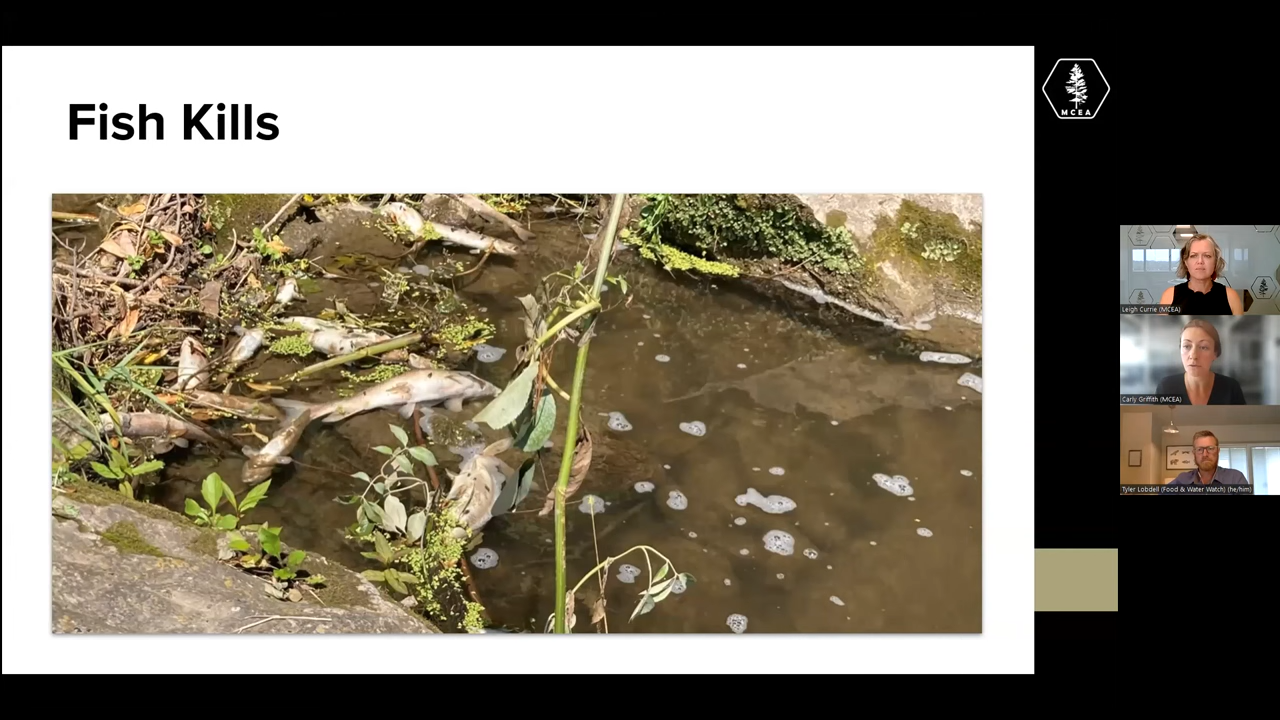 Fish Kills
MCEA
Leigh Currie (MCEA)
Carly Griffith (MCEA)
Tyler Lobdell (Food & Water Watch) (he/him)